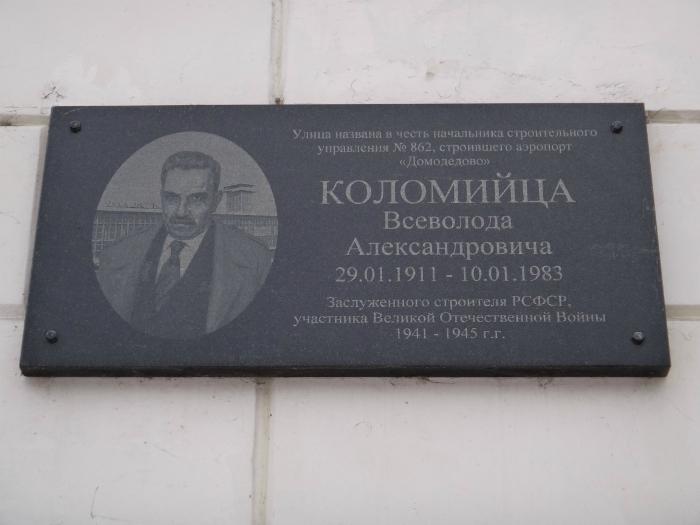 Улица названа в честь начальника строительного
управления № 862, строившего аэропорт
«Домодедово»
КОЛОМИЙЦА
Всеволода
Александровича
29.01.1911 - 10.01.1983
Заслуженного строителя РСФСР,
участника Великой Отечественной Войны
1941 - 1945 г.г.